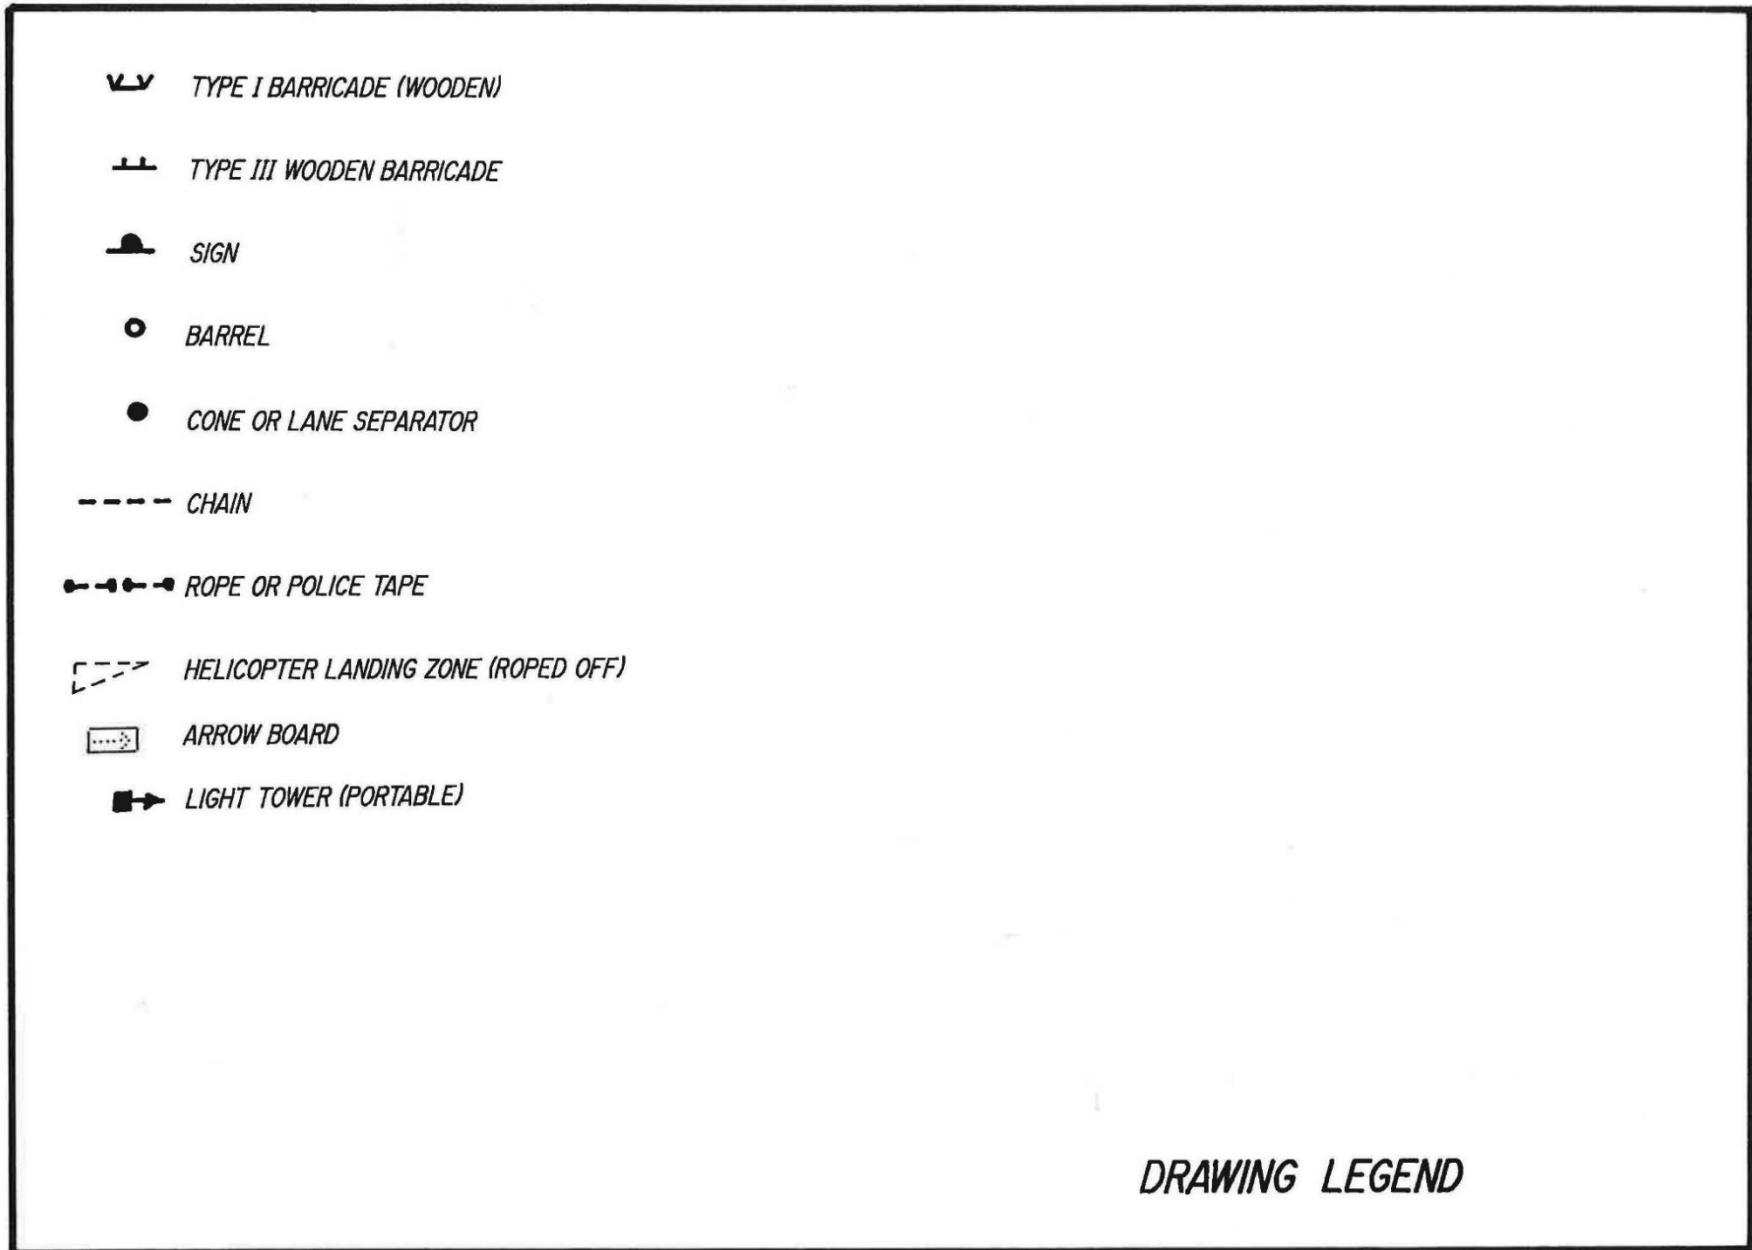 TYPE I BARRICADE (WOODEN)
TYPE III WOODEN BARRICADE
SIGN
BARREL
CONE OR LANE SEPARATOR
CHAIN
ROPE OR POLICE TAPE
HELICOPTER LANDING ZONE (ROPED OFF)
ARROW BOARD
LIGHT TOWER (PORTABLE)
DRAWING LEGEND